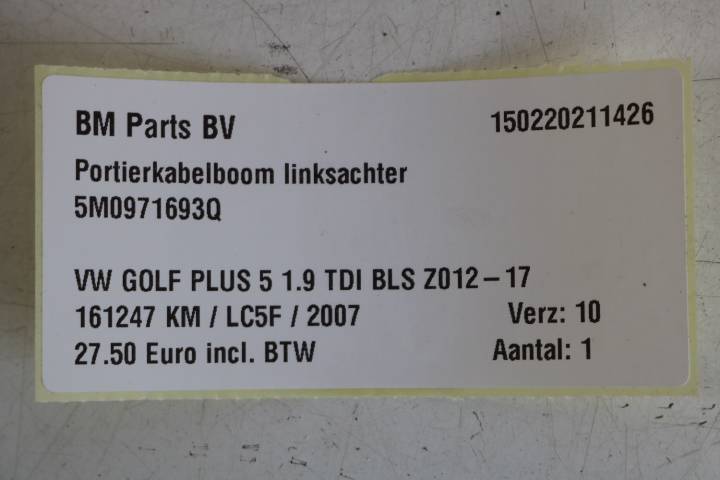 BM Parts BV 150220211426
Portierkabelboom linksachter
5M0971693Q
VW GOLF PLUS 5 1.9 TDI BLS Z012-17
161247 KM / LC5F / 2007 Verz: 10
27.50 Euro incl. BTW Aantal: 1